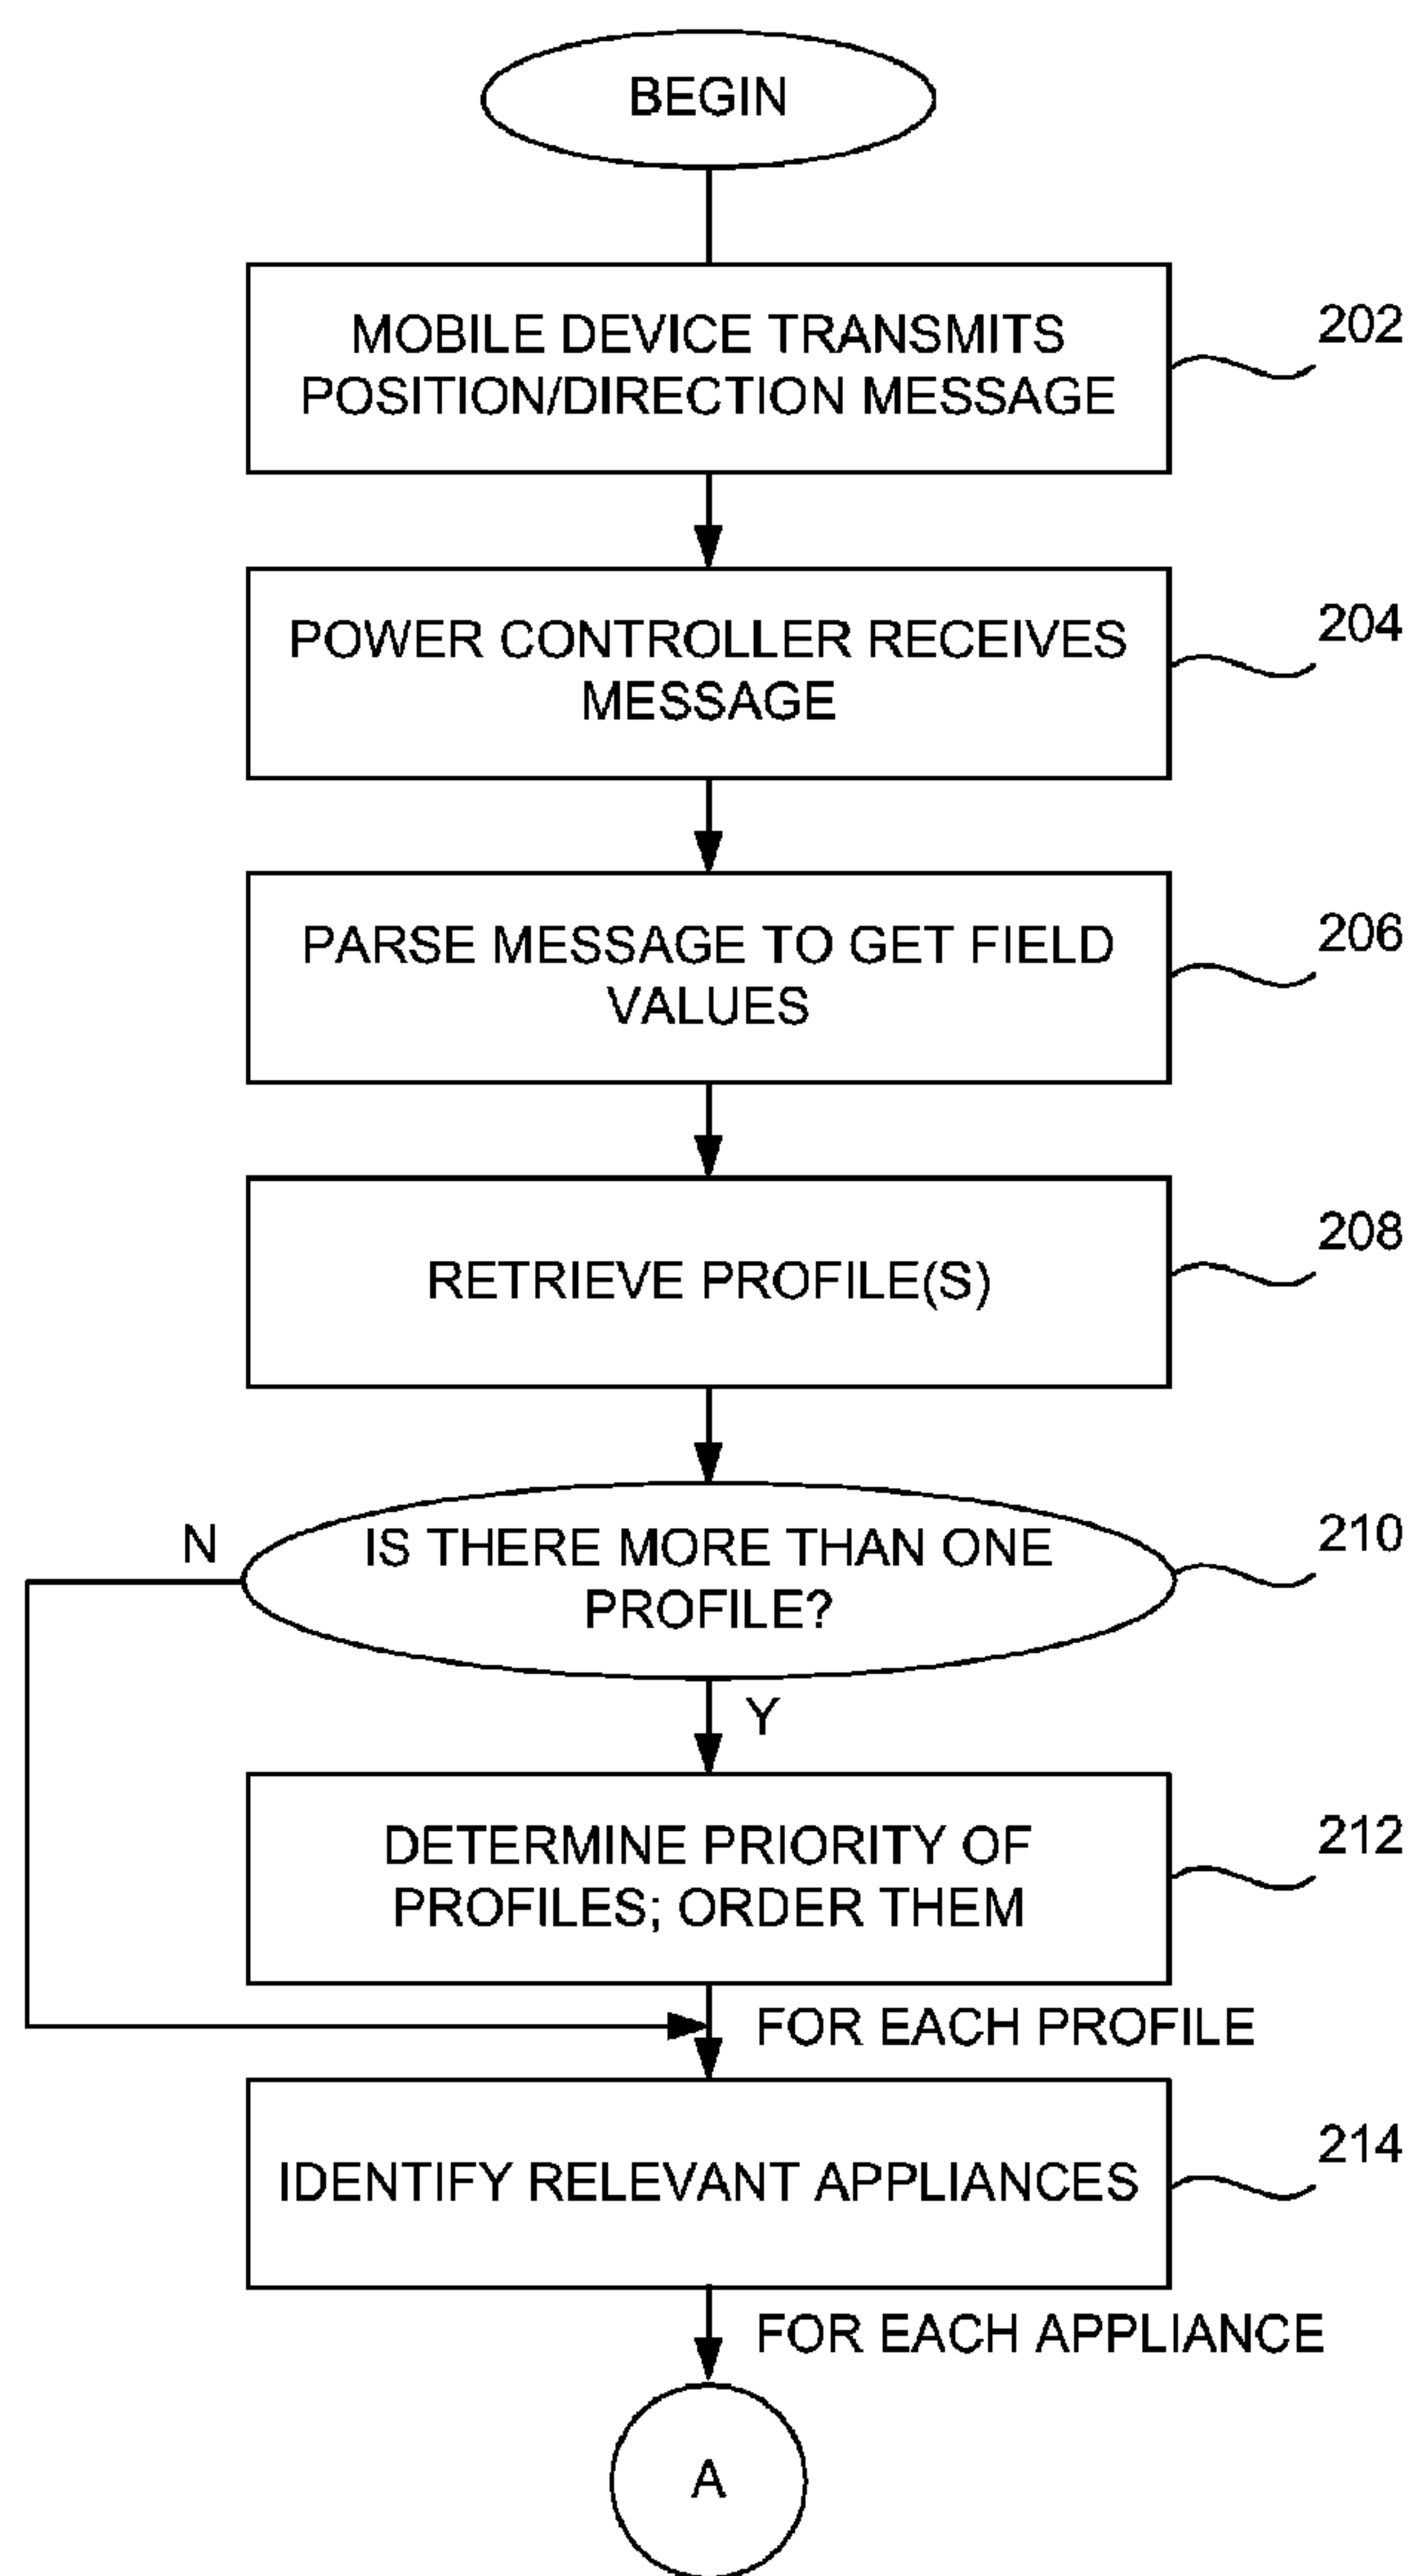 BEGIN
MOBILE DEVICE TRANSMITS
POSITION/DIRECTION MESSAGE
202
POWER CONTROLLER RECEIVES
MESSAGE
204
PARSE MESSAGE TO GET FIELD
VALUES
206
RETRIEVE PROFILE(S)
208
N
IS THERE MORE THAN ONE
PROFILE?
210
Y
DETERMINE PRIORITY OF
PROFILES; ORDER THEM
212
FOR EACH PROFILE
IDENTIFY RELEVANT APPLIANCES
214
FOR EACH APPLIANCE
A